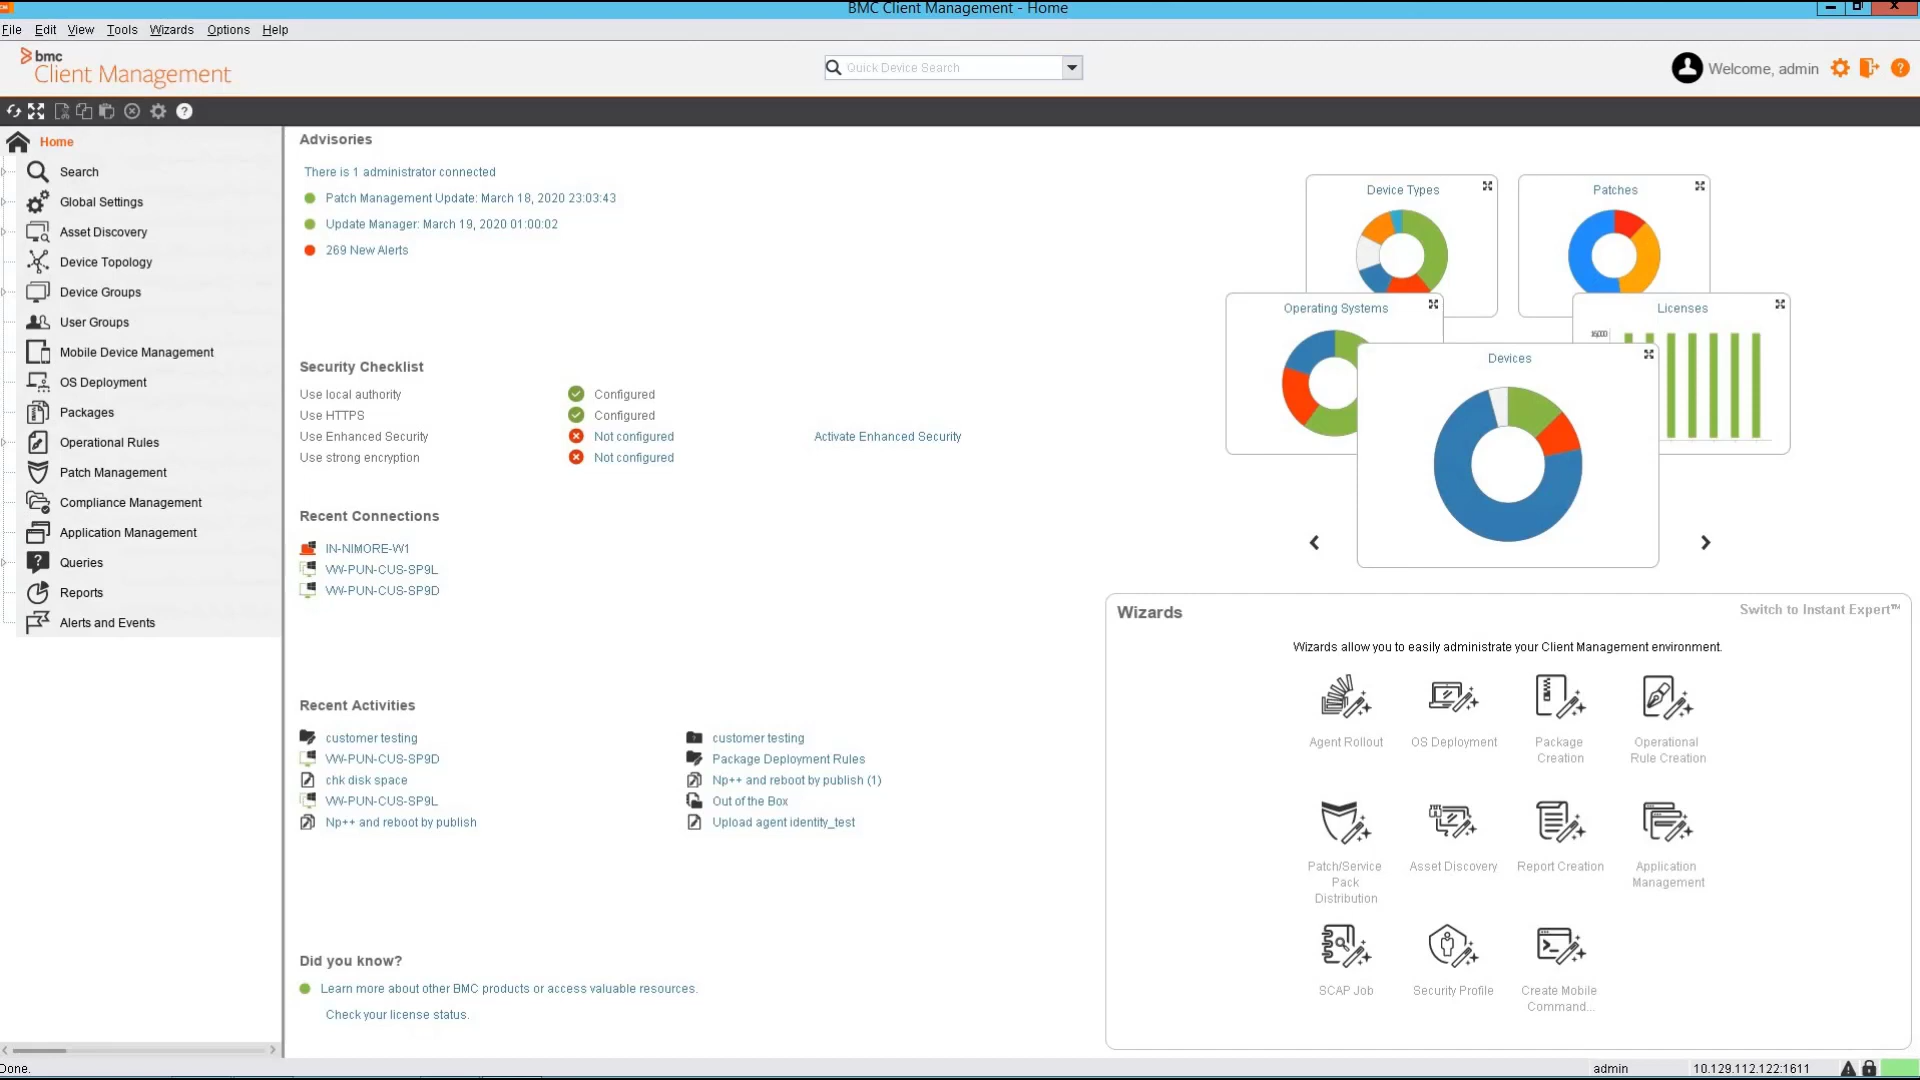 BMC Client Management - Home
File Edit View Tools Wizards Options Help
bmc
Client Management
Quick Device Search
Welcome, admin
Home
Search
Global Settings
Asset Discovery
Device Topology
Device Groups
User Groups
Mobile Device Management
OS Deployment
Packages
Operational Rules
Patch Management
Compliance Management
Application Management
Queries
Reports
Alerts and Events
Advisories
There is 1 administrator connected
Patch Management Update: March 18, 2020 23:03:43
Update Manager: March 19, 2020 01:00:02
269 New Alerts
Security Checklist
Use local authority Configured
Use HTTPS Configured
Use Enhanced Security Not configured Activate Enhanced Security
Use strong encryption Not configured
Recent Connections
IN-NIMORE-W1
VW-PUN-CUS-SP9L
VW-PUN-CUS-SP9D
Recent Activities
customer testing customer testing
VW-PUN-CUS-SP9D Package Deployment Rules
chk disk space Np++ and reboot by publish (1)
VW-PUN-CUS-SP9L Out of the Box
Np++ and reboot by publish Upload agent identity_test
Did you know?
Learn more about other BMC products or access valuable resources.
Check your license status.
Device Types Patches
Operating Systems Licenses
Devices
Wizards Switch to Instant Expert™
Wizards allow you to easily administrate your Client Management environment.
Agent Rollout OS Deployment Package Operational
Creation Rule Creation
Patch/Service Asset Discovery Report Creation Application
Pack Management
Distribution
SCAP Job Security Profile Create Mobile
Command...
Done. admin 10.129.112.122:1611